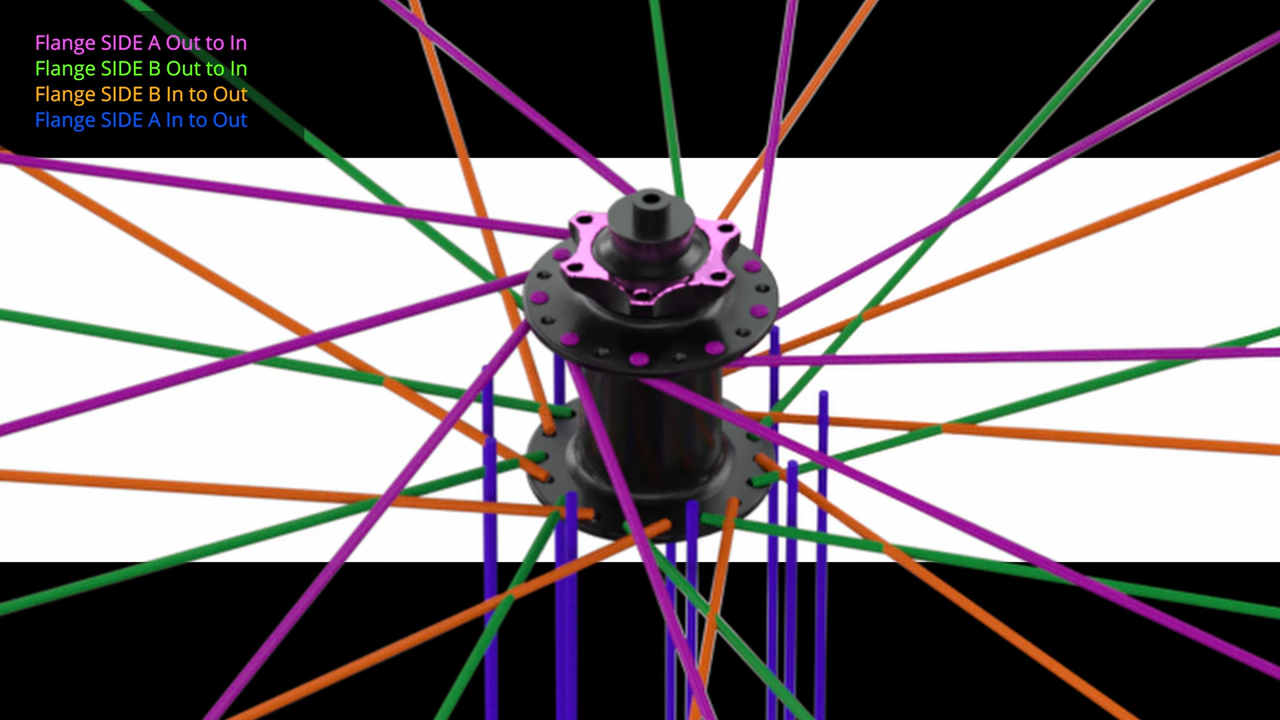 Flange SIDE A Out to In
Flange SIDE B Out to In
Flange SIDE B In to Out
Flange SIDE A In to Out